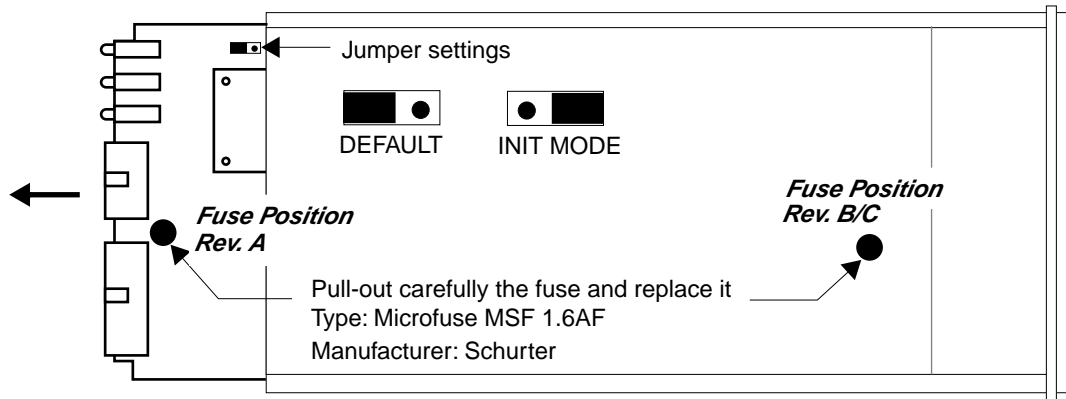 Jumper settings
DEFAULT
INIT MODE
Fuse Position
Rev. A
Fuse Position
Rev. B/C
Pull-out carefully the fuse and replace it
Type: Microfuse MSF 1.6AF
Manufacturer: Schurter